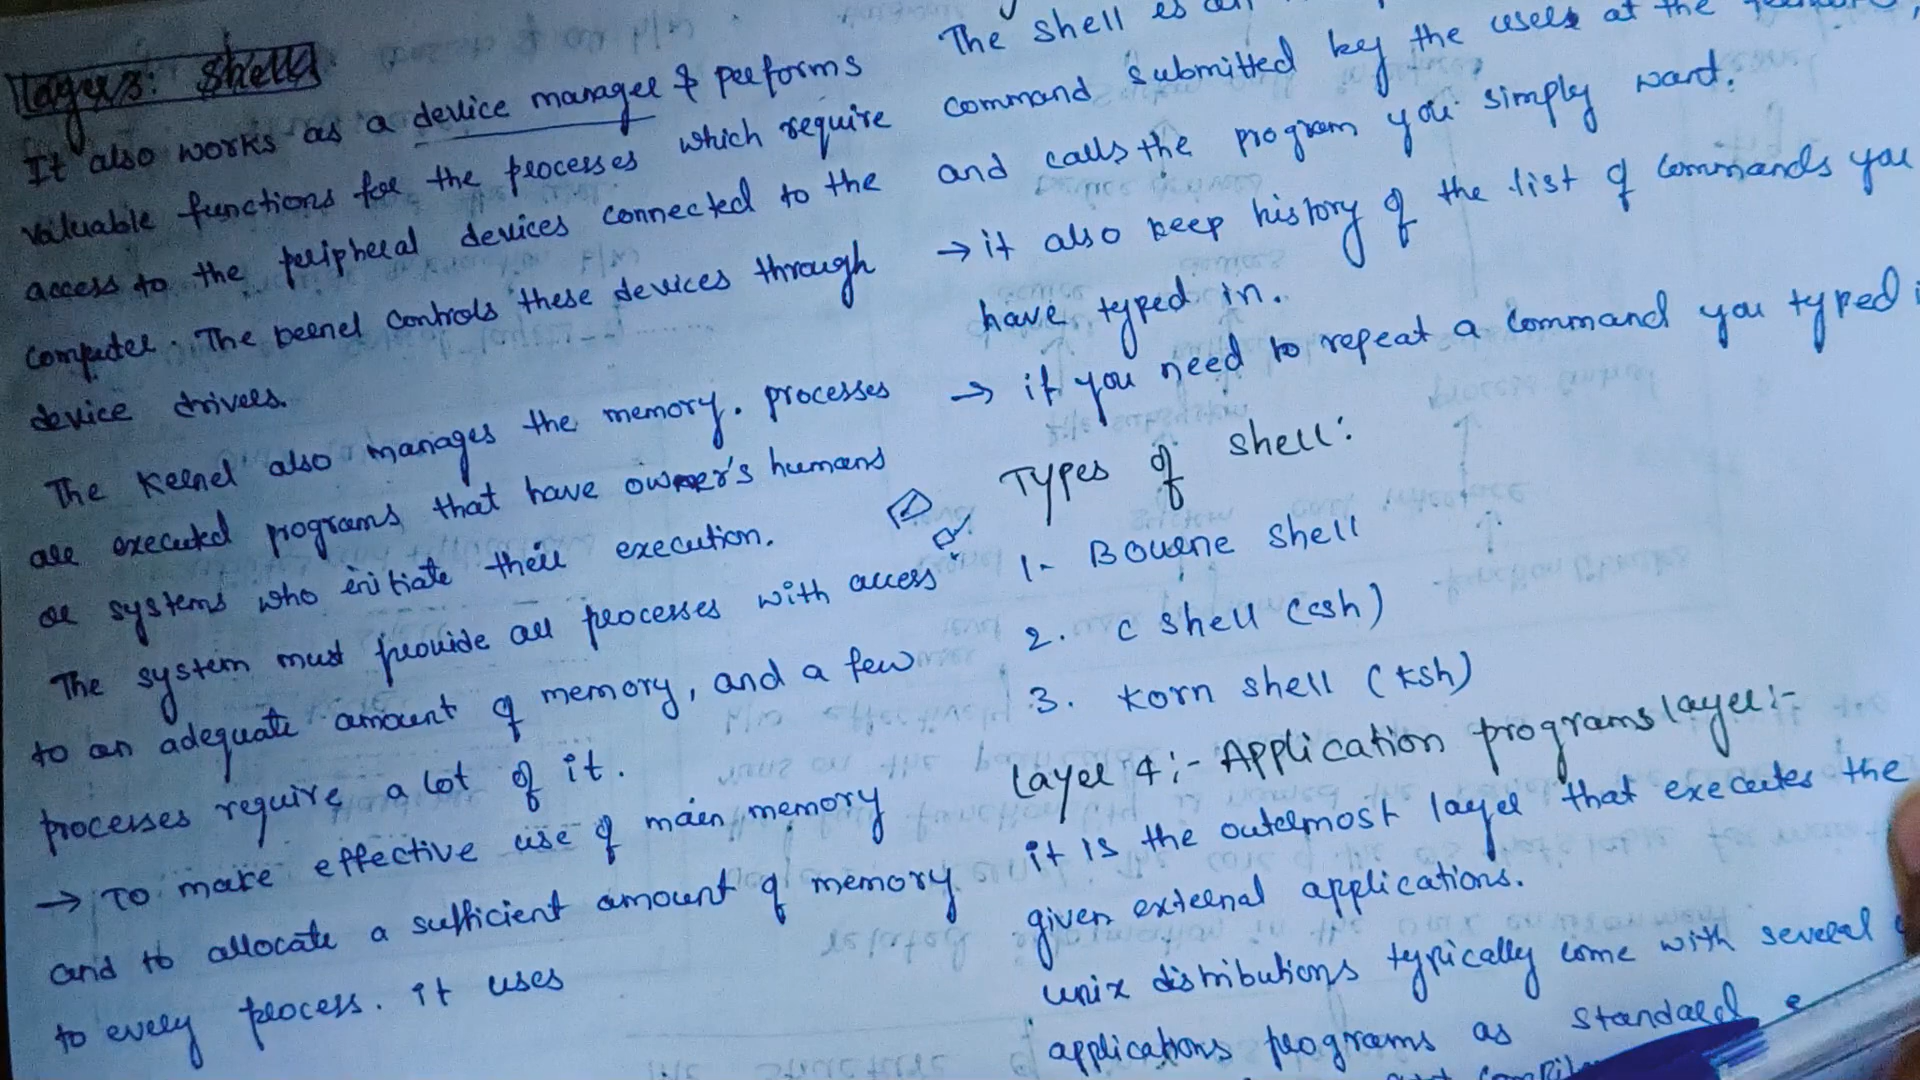 Layer 3: Shell
It also works as a device manager & performs
valuable functions for the processes which require
access to the peripheral devices connected to the
computer. The kernel controls these devices through
device drivers.
The kernel also manages the memory. processes
are executed programs that have owner's humans
or systems who initiate their execution.
The system must provide all processes with access
to an adequate amount of memory, and a few
processes require a lot of it.
→ To make effective use of main memory
and to allocate a sufficient amount of memory
to every process. it uses
The shell is an
command submitted by the users at the
and calls the program you simply want.
→ it also keep history of the list of commands you
have typed in.
→ if you need to repeat a command you typed
Types of shell:
1- Bourne shell
2. C shell (csh)
3. Korn shell (ksh)
Layer 4:- Application programs layer:-
it is the outermost layer that executes the
given external applications.
unix distributions typically come with several
applications programs as standard